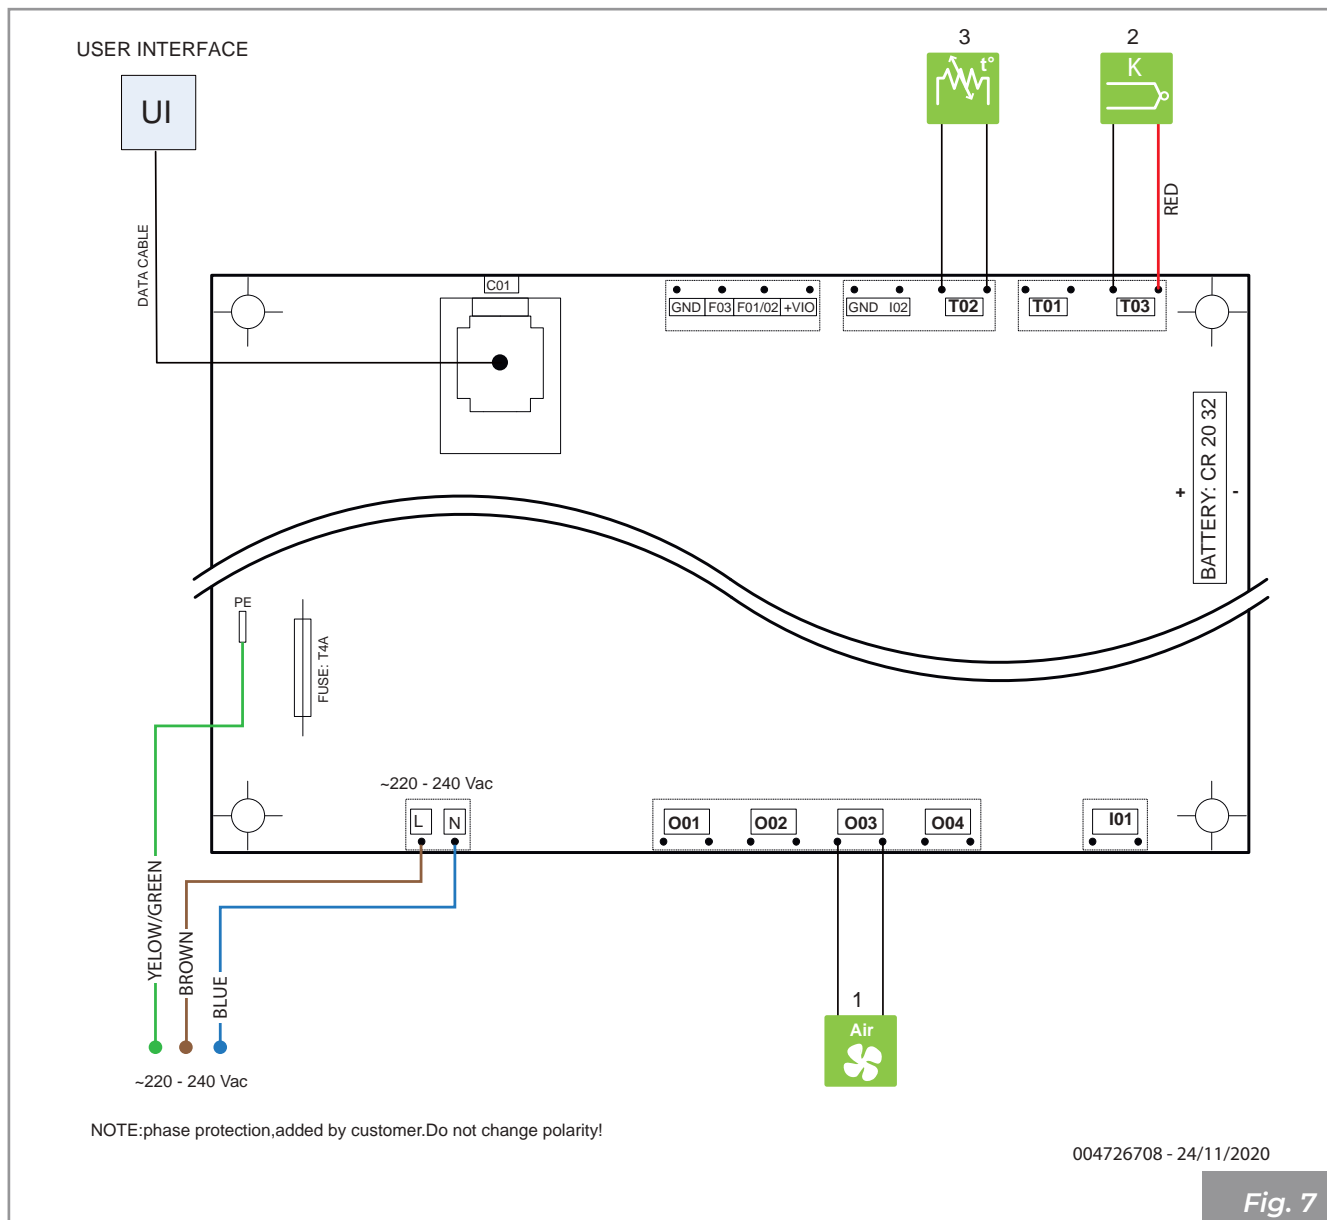 USER INTERFACE
UI
DATA CABLE
3
t°
2
K
RED
C01
GND F03 F01/02 +VIO
GND I02 T02
T01 T03
BATTERY: CR 20 32
+ -
PE
FUSE: T4A
~220 - 240 Vac
L N
O01 O02 O03 O04
I01
YELOW/GREEN
BROWN
BLUE
~220 - 240 Vac
1
Air
NOTE:phase protection,added by customer.Do not change polarity!
004726708 - 24/11/2020
Fig. 7